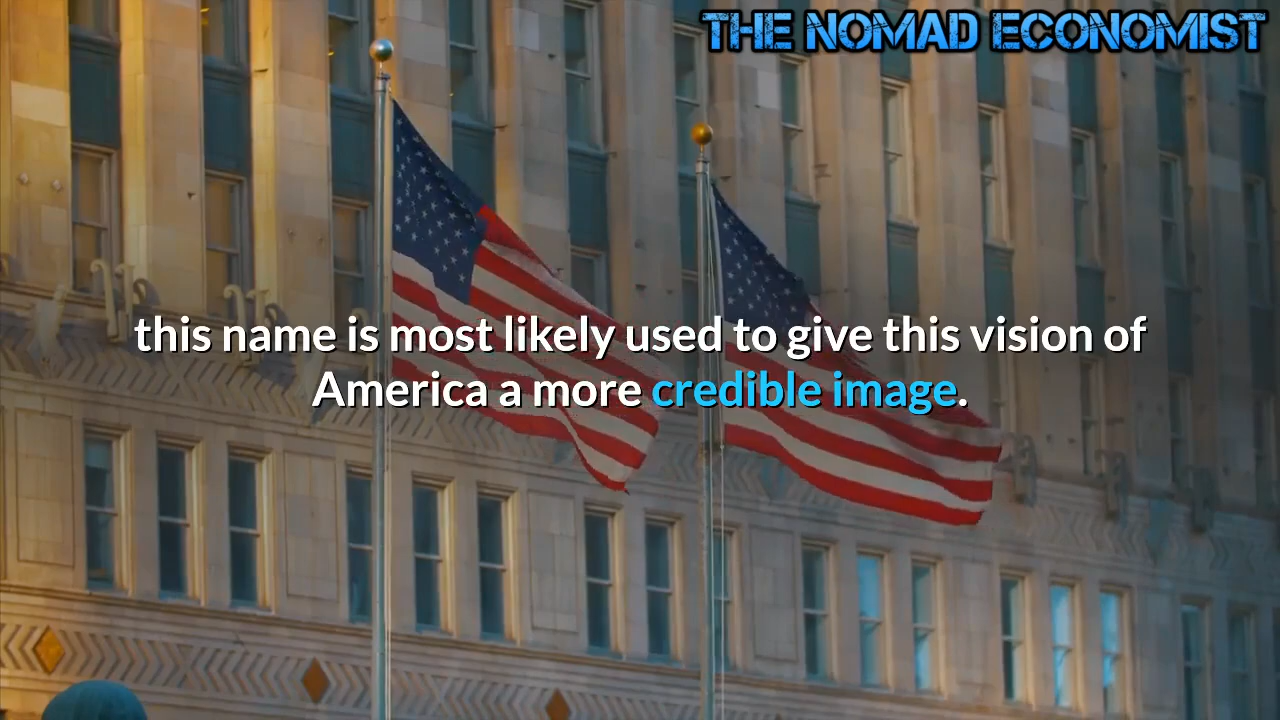 THE NOMAD ECONOMIST
this name is most likely used to give this vision of
America a more credible image.